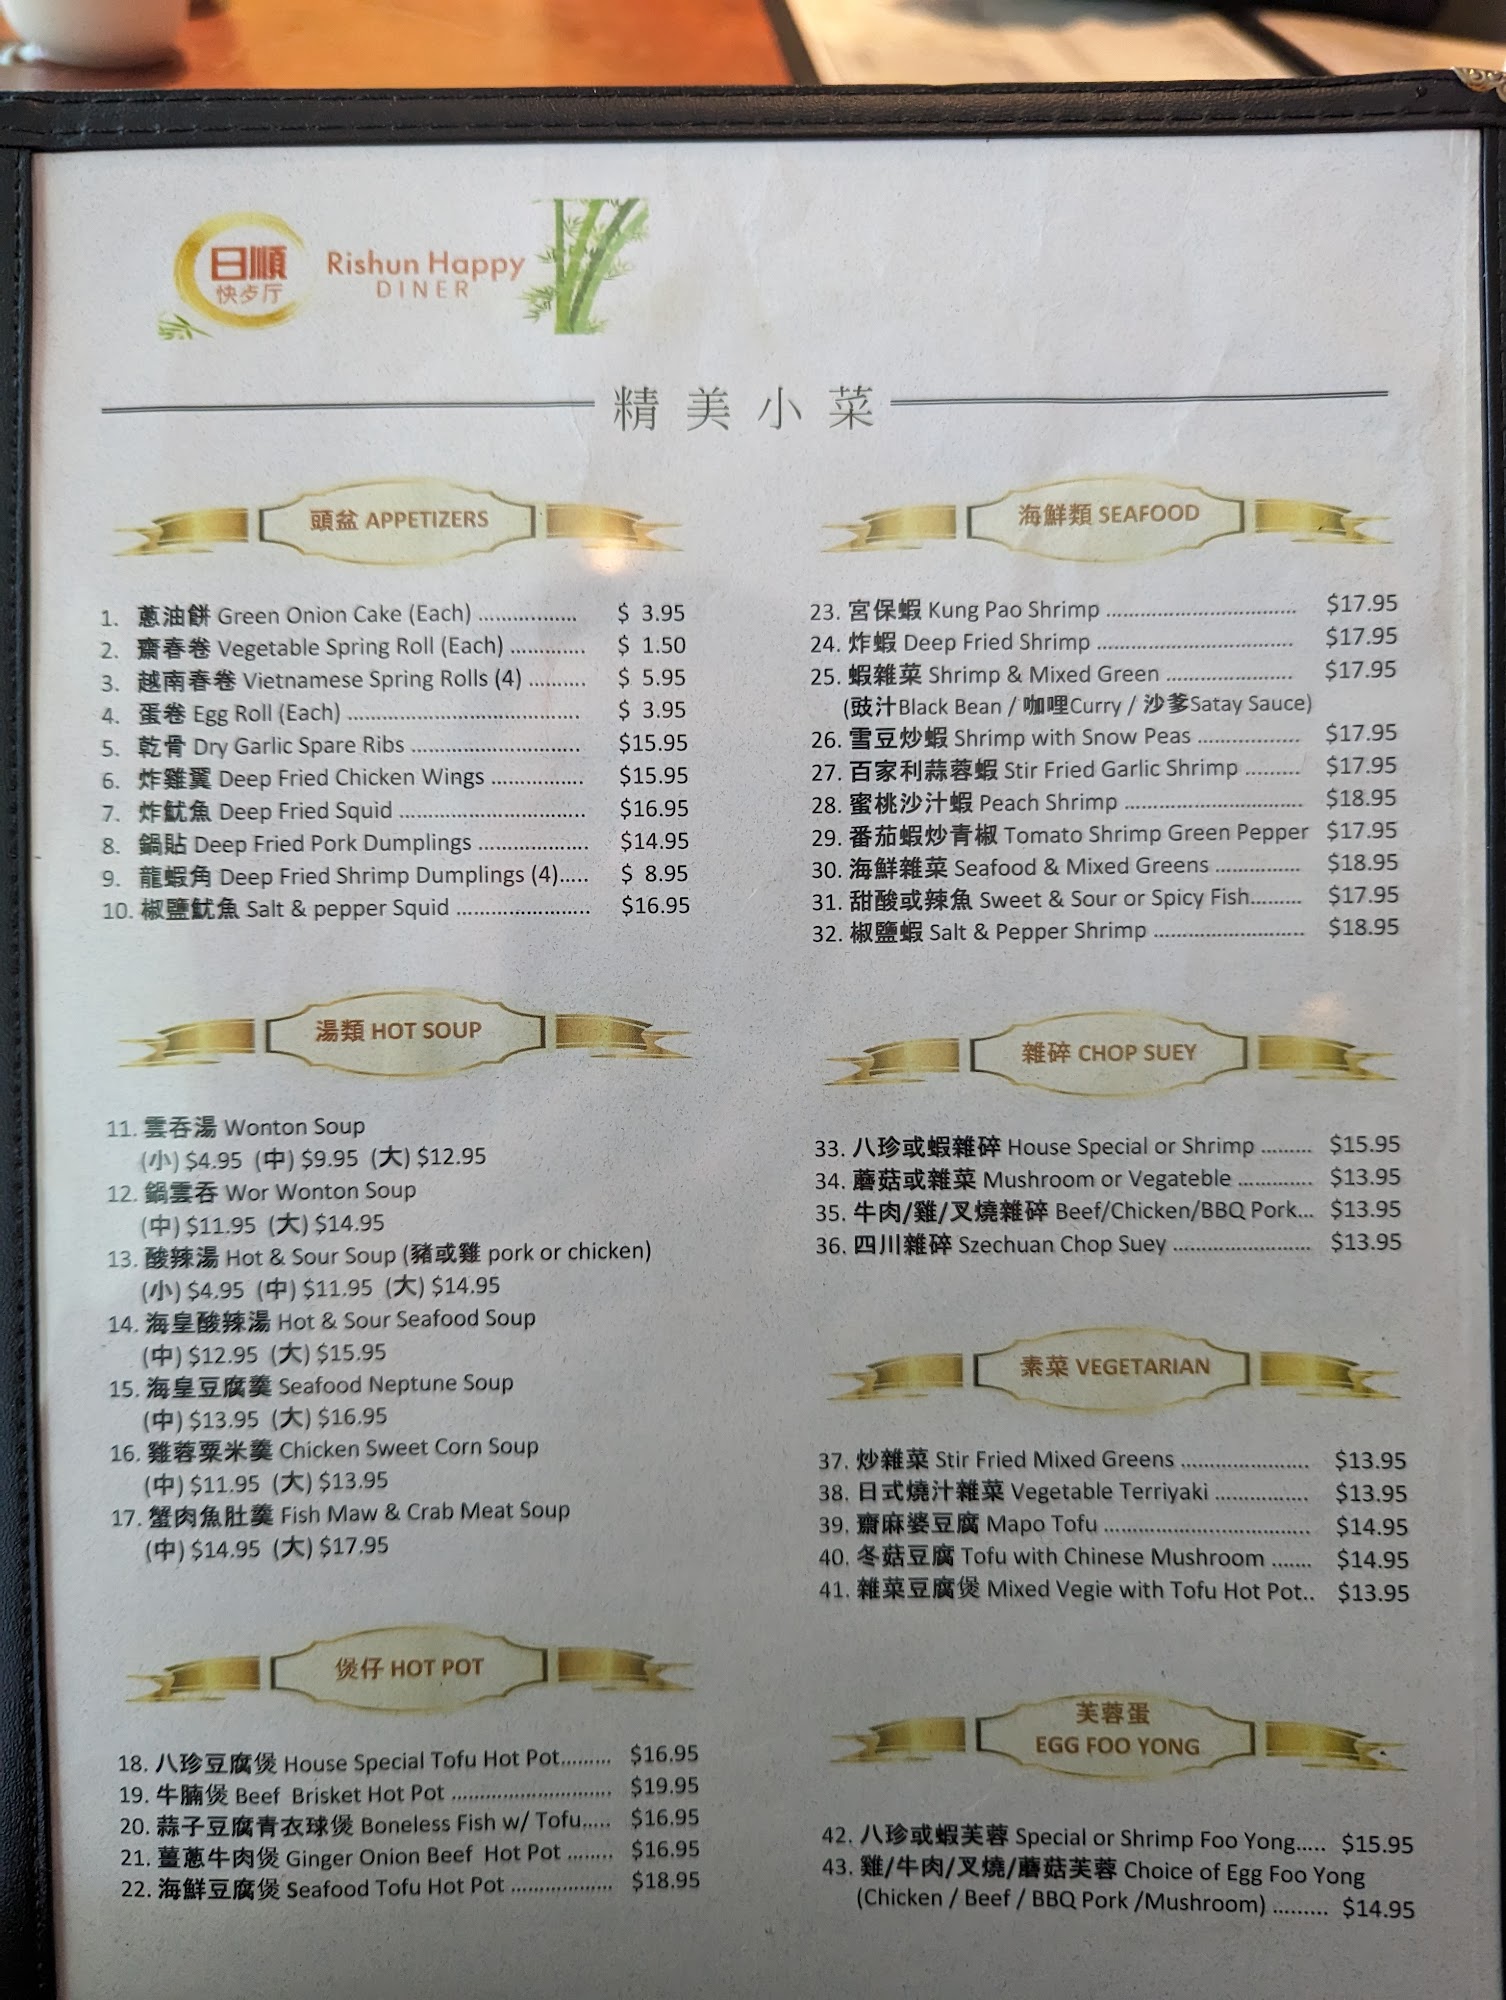 日順
快歺厅
Rishun Happy
DINER
精美小菜
頭盆 APPETIZERS
1. 蔥油餅 Green Onion Cake (Each) .................. $ 3.95
2. 齋春卷 Vegetable Spring Roll (Each) ............. $ 1.50
3. 越南春卷 Vietnamese Spring Rolls (4) .......... $ 5.95
4. 蛋卷 Egg Roll (Each) ........................................ $ 3.95
5. 乾骨 Dry Garlic Spare Ribs ............................. $15.95
6. 炸雞翼 Deep Fried Chicken Wings ................ $15.95
7. 炸魷魚 Deep Fried Squid ................................ $16.95
8. 鍋貼 Deep Fried Pork Dumplings ................... $14.95
9. 龍蝦角 Deep Fried Shrimp Dumplings (4)..... $ 8.95
10. 椒鹽魷魚 Salt & pepper Squid ....................... $16.95
湯類 HOT SOUP
11. 雲吞湯 Wonton Soup
(小) $4.95 (中) $9.95 (大) $12.95
12. 鍋雲吞 Wor Wonton Soup
(中) $11.95 (大) $14.95
13. 酸辣湯 Hot & Sour Soup (豬或雞 pork or chicken)
(小) $4.95 (中) $11.95 (大) $14.95
14. 海皇酸辣湯 Hot & Sour Seafood Soup
(中) $12.95 (大) $15.95
15. 海皇豆腐羹 Seafood Neptune Soup
(中) $13.95 (大) $16.95
16. 雞蓉粟米羹 Chicken Sweet Corn Soup
(中) $11.95 (大) $13.95
17. 蟹肉魚肚羹 Fish Maw & Crab Meat Soup
(中) $14.95 (大) $17.95
煲仔 HOT POT
18. 八珍豆腐煲 House Special Tofu Hot Pot......... $16.95
19. 牛腩煲 Beef Brisket Hot Pot ............................ $19.95
20. 蒜子豆腐青衣球煲 Boneless Fish w/ Tofu..... $16.95
21. 薑蔥牛肉煲 Ginger Onion Beef Hot Pot ........ $16.95
22. 海鮮豆腐煲 Seafood Tofu Hot Pot .................. $18.95
海鮮類 SEAFOOD
23. 宮保蝦 Kung Pao Shrimp ................................. $17.95
24. 炸蝦 Deep Fried Shrimp .................................. $17.95
25. 蝦雜菜 Shrimp & Mixed Green ...................... $17.95
(豉汁Black Bean / 咖哩Curry / 沙爹Satay Sauce)
26. 雪豆炒蝦 Shrimp with Snow Peas .................. $17.95
27. 百家利蒜蓉蝦 Stir Fried Garlic Shrimp .......... $17.95
28. 蜜桃沙汁蝦 Peach Shrimp ............................... $18.95
29. 番茄蝦炒青椒 Tomato Shrimp Green Pepper $17.95
30. 海鮮雜菜 Seafood & Mixed Greens ............... $18.95
31. 甜酸或辣魚 Sweet & Sour or Spicy Fish......... $17.95
32. 椒鹽蝦 Salt & Pepper Shrimp .......................... $18.95
雜碎 CHOP SUEY
33. 八珍或蝦雜碎 House Special or Shrimp ......... $15.95
34. 蘑菇或雜菜 Mushroom or Vegateble ............. $13.95
35. 牛肉/雞/叉燒雜碎 Beef/Chicken/BBQ Pork... $13.95
36. 四川雜碎 Szechuan Chop Suey ........................ $13.95
素菜 VEGETARIAN
37. 炒雜菜 Stir Fried Mixed Greens ...................... $13.95
38. 日式燒汁雜菜 Vegetable Terriyaki ................ $13.95
39. 齋麻婆豆腐 Mapo Tofu .................................... $14.95
40. 冬菇豆腐 Tofu with Chinese Mushroom ....... $14.95
41. 雜菜豆腐煲 Mixed Vegie with Tofu Hot Pot.. $13.95
芙蓉蛋
EGG FOO YONG
42. 八珍或蝦芙蓉 Special or Shrimp Foo Yong..... $15.95
43. 雞/牛肉/叉燒/蘑菇芙蓉 Choice of Egg Foo Yong
(Chicken / Beef / BBQ Pork /Mushroom) ......... $14.95